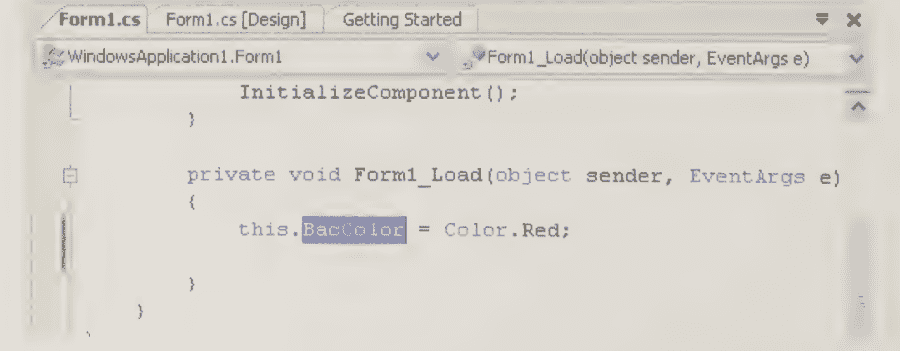 Form1.cs Form1.cs [Design] Getting Started
WindowsApplication1.Form1 Form1_Load(object sender, EventArgs e)
InitializeComponent();
}
private void Form1_Load(object sender, EventArgs e)
{
this.BacColor = Color.Red;
}
}